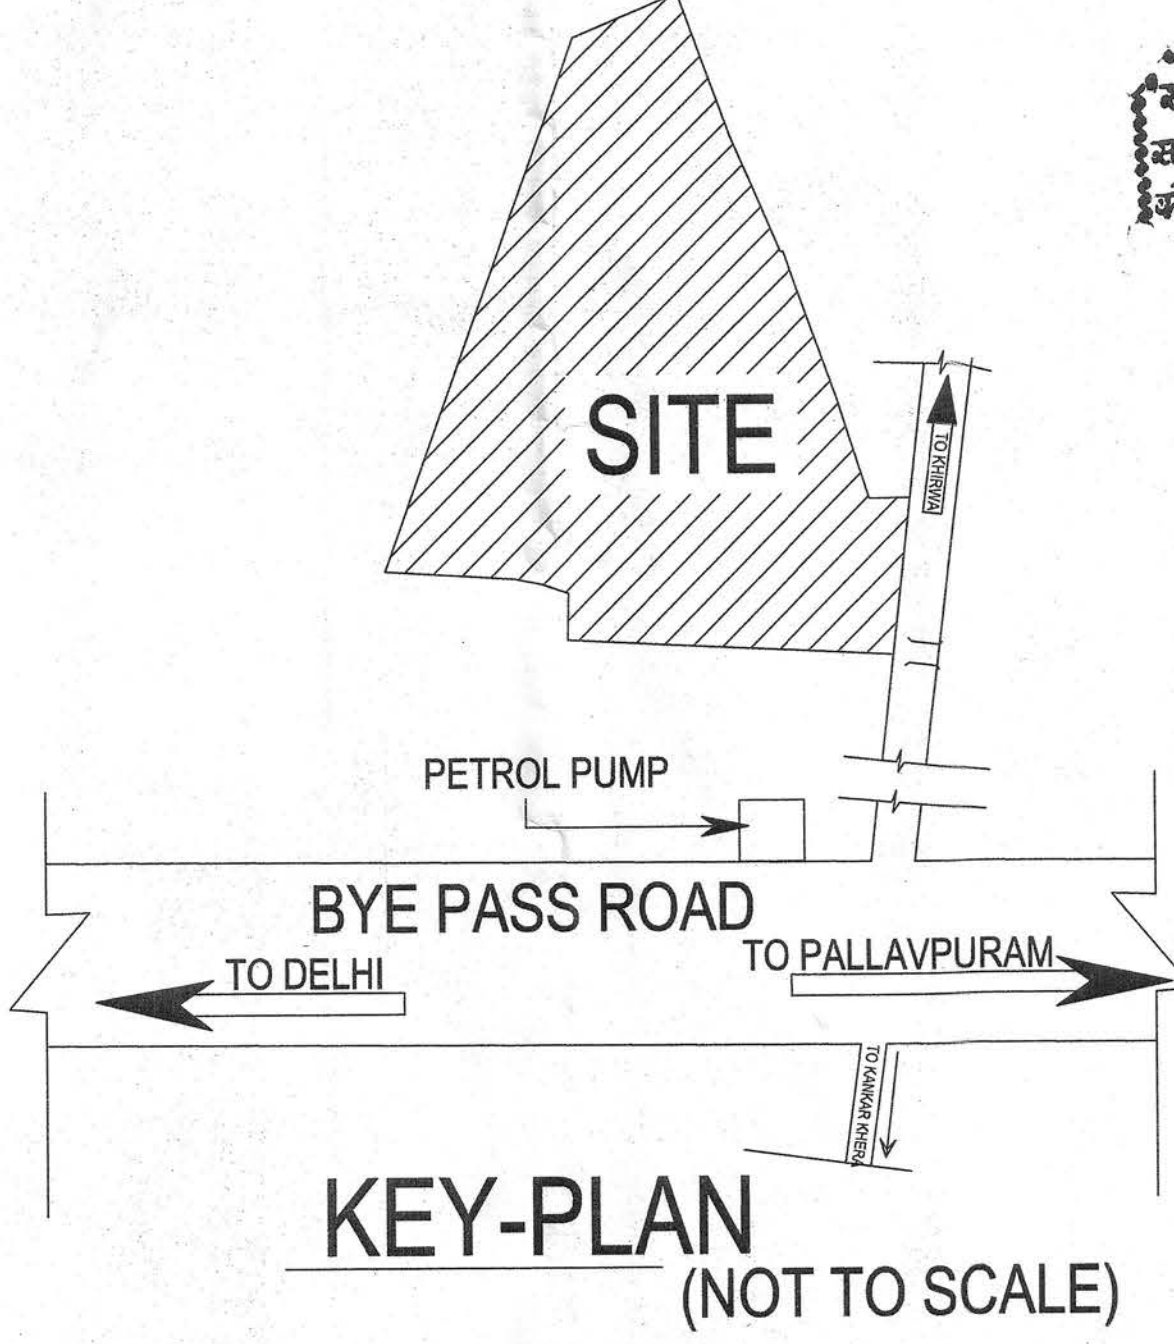 SITE
TO KHIRWA
PETROL PUMP
BYE PASS ROAD
TO DELHI
TO PALLAVPURAM
TO KANKAR KHERA
KEY-PLAN
(NOT TO SCALE)